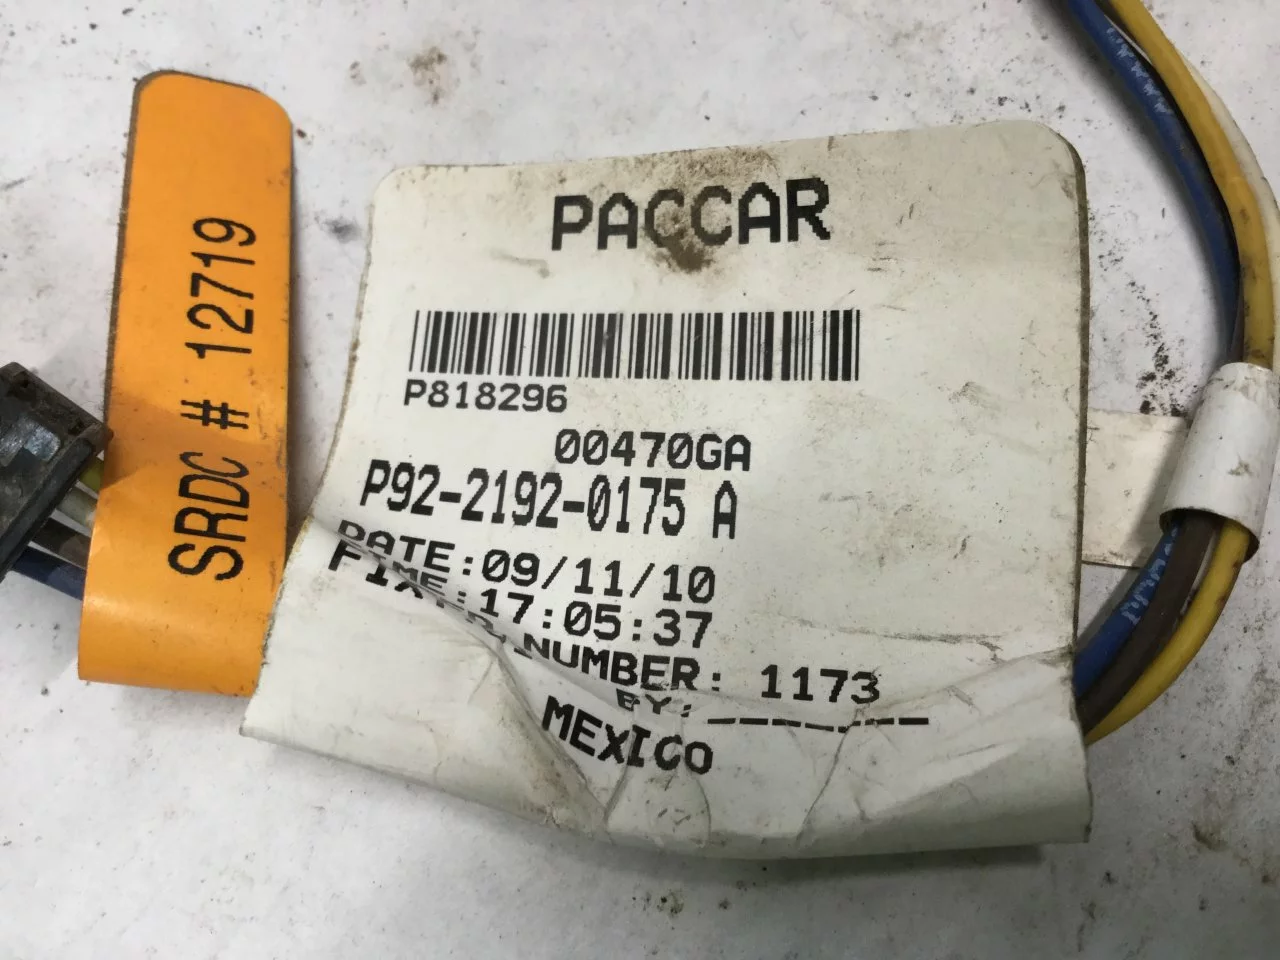 SRDC # 12719
PACCAR
P818296
00470GA
P92-2192-0175 A
DATE:09/11/10
TIME:17:05:37
NUMBER: 1173
BY:
MEXICO